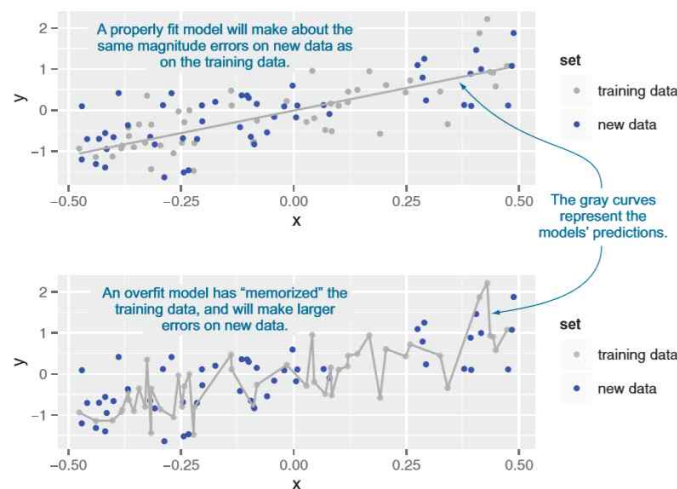 A properly fit model will make about the
same magnitude errors on new data as
on the training data.
2
1
0
−1
y
−0.50
−0.25
0.00
0.25
0.50
x
set
training data
new data
The gray curves
represent the
models' predictions.
An overfit model has “memorized” the
training data, and will make larger
errors on new data.
2
1
0
−1
y
−0.50
−0.25
0.00
0.25
0.50
x
set
training data
new data